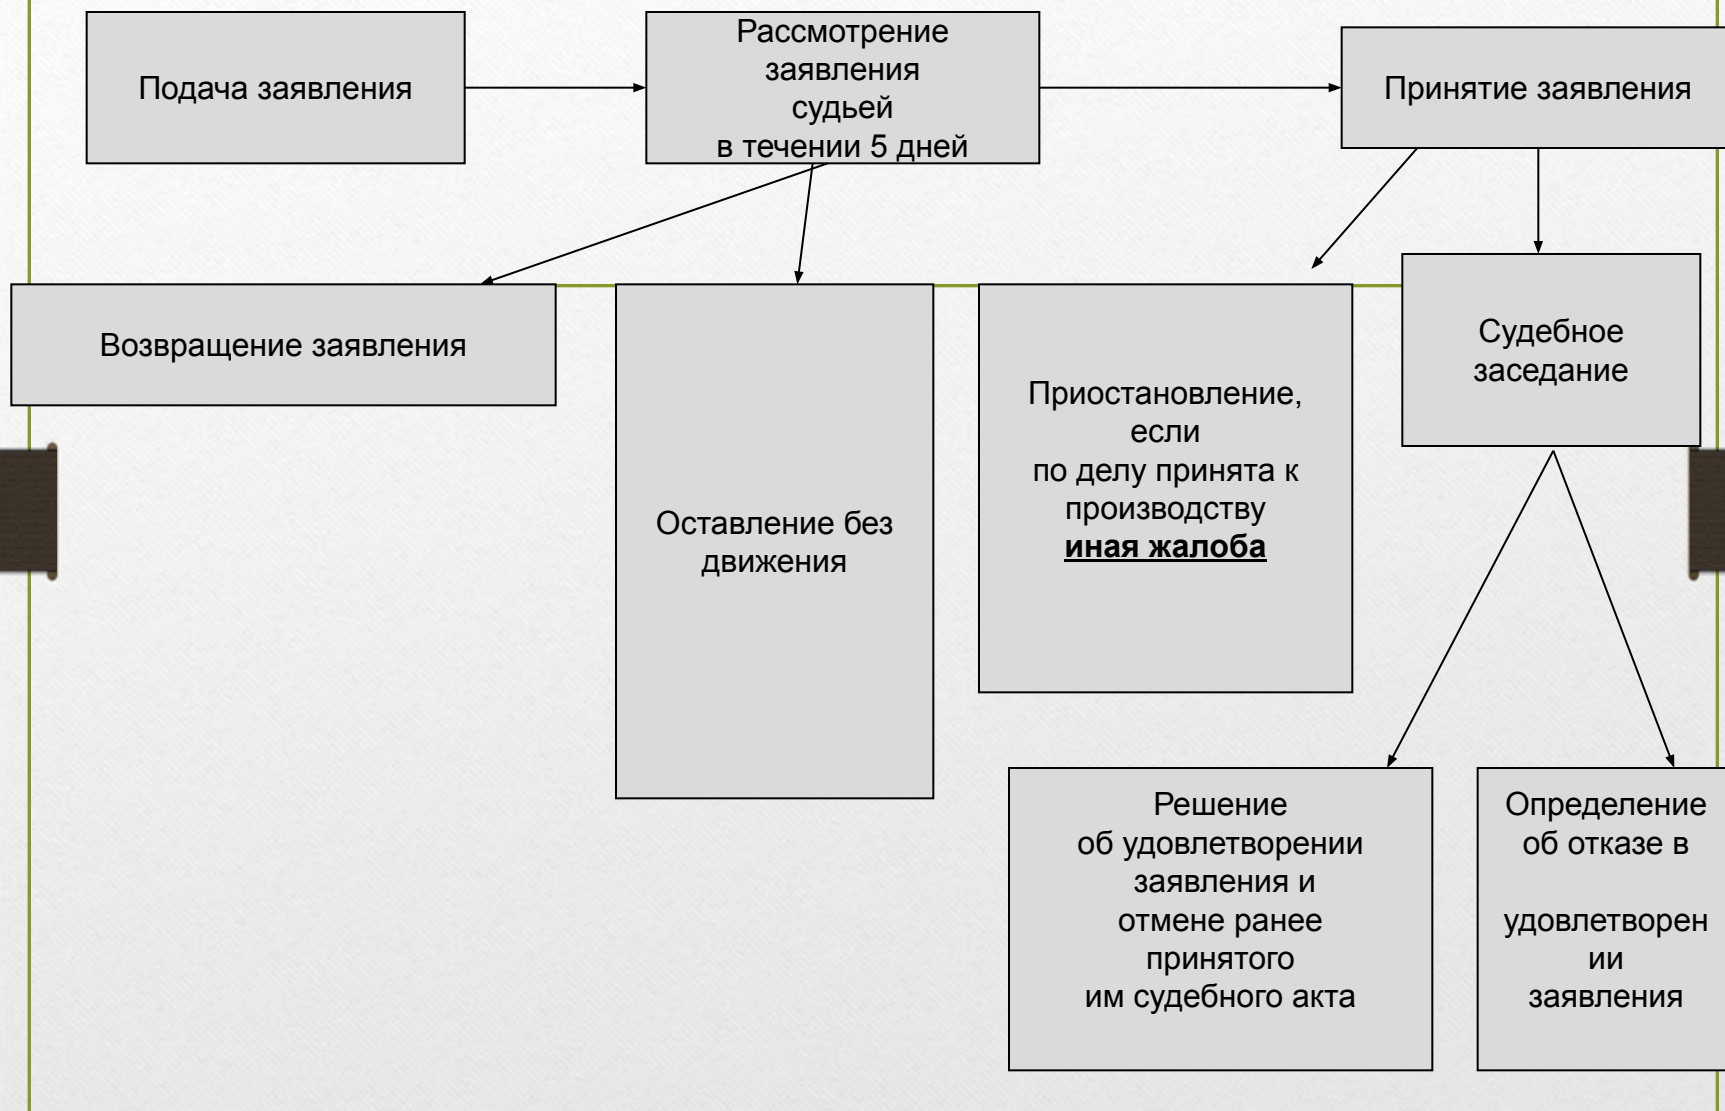 Подача заявления
Рассмотрение
заявления
судьей
в течении 5 дней
Принятие заявления
Возвращение заявления
Оставление без
движения
Приостановление,
если
по делу принята к
производству
иная жалоба
Судебное
заседание
Решение
об удовлетворении
заявления и
отмене ранее
принятого
им судебного акта
Определение
об отказе в
удовлетворен
ии
заявления